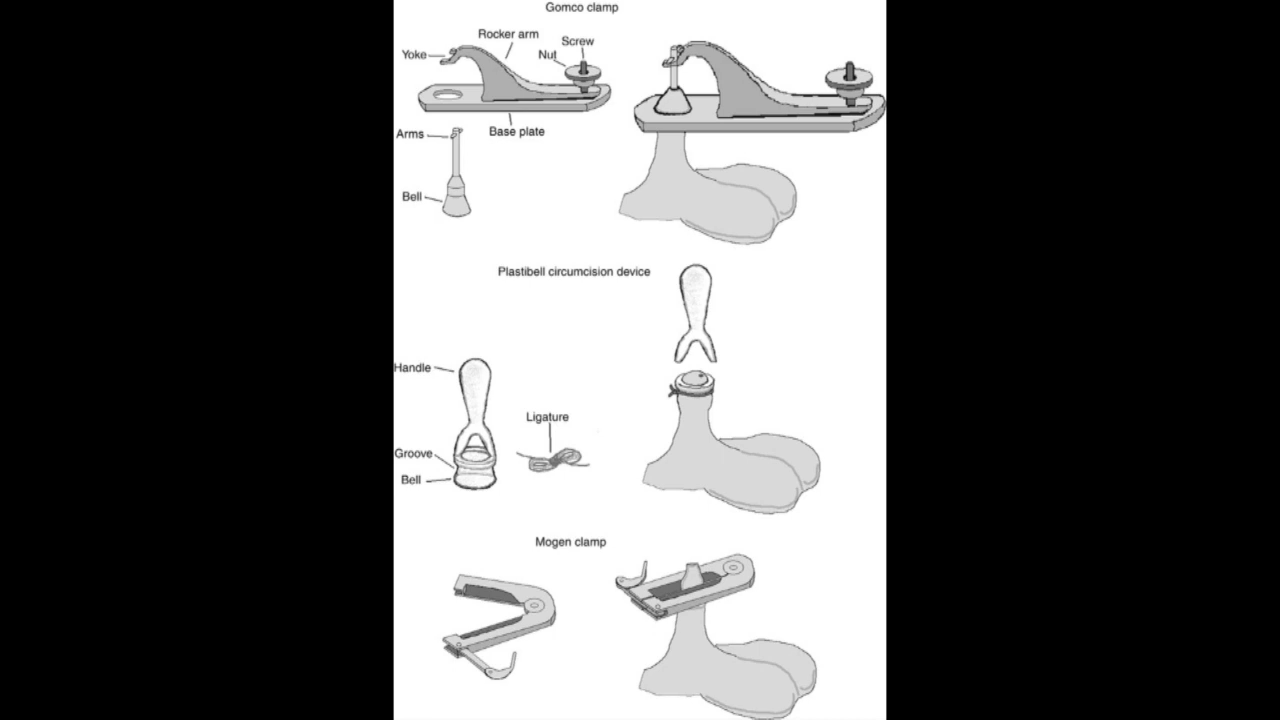 Gomco clamp
Rocker arm
Screw
Yoke
Nut
Arms
Base plate
Bell
Plastibell circumcision device
Handle
Ligature
Groove
Bell
Mogen clamp